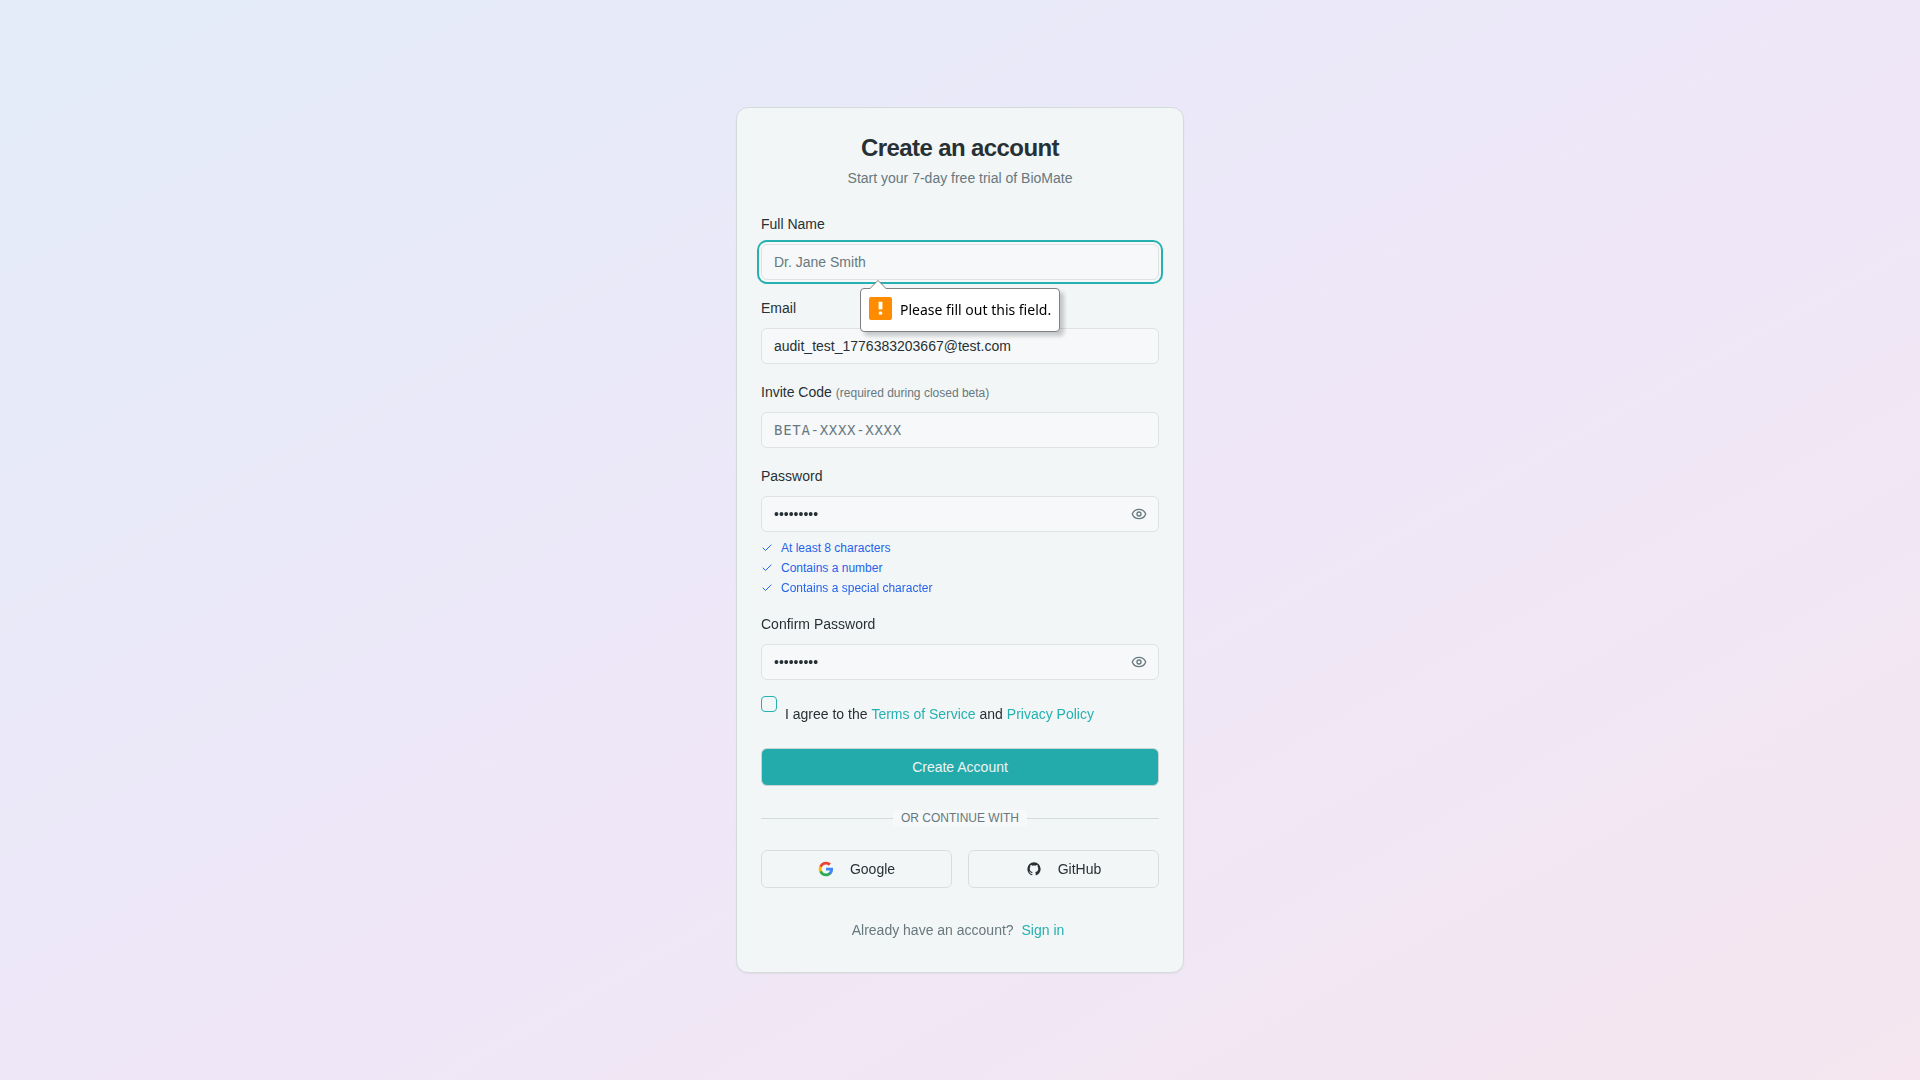 Create an account
Start your 7-day free trial of BioMate
Full Name
Dr. Jane Smith
Please fill out this field.
Email
audit_test_1776383203667@test.com
Invite Code (required during closed beta)
BETA-XXXX-XXXX
Password
•••••••••
At least 8 characters
Contains a number
Contains a special character
Confirm Password
•••••••••
I agree to the Terms of Service and Privacy Policy
Create Account
OR CONTINUE WITH
Google
GitHub
Already have an account? Sign in